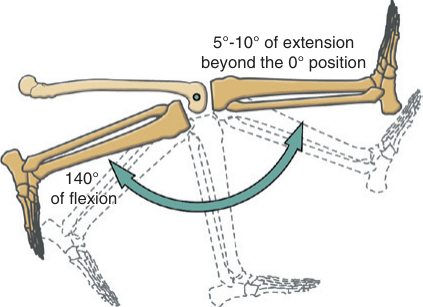 5°-10° of extension
beyond the 0° position
140°
of flexion